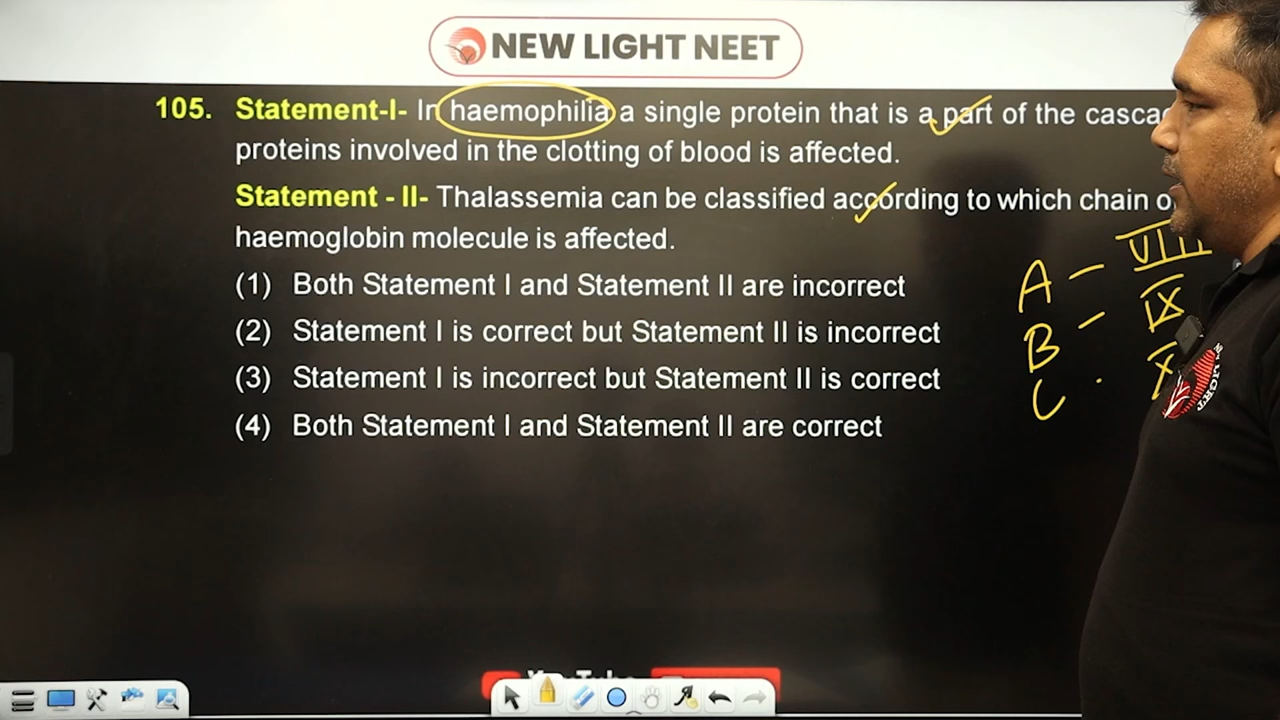 NEW LIGHT NEET
105. Statement-I- In haemophilia a single protein that is a part of the
proteins involved in the clotting of blood is affected.
Statement - II- Thalassemia can be classified according to which chain
haemoglobin molecule is affected.
(1) Both Statement I and Statement II are incorrect
(2) Statement I is correct but Statement II is incorrect
(3) Statement I is incorrect but Statement II is correct
(4) Both Statement I and Statement II are correct
A - VIII
B - IX
C